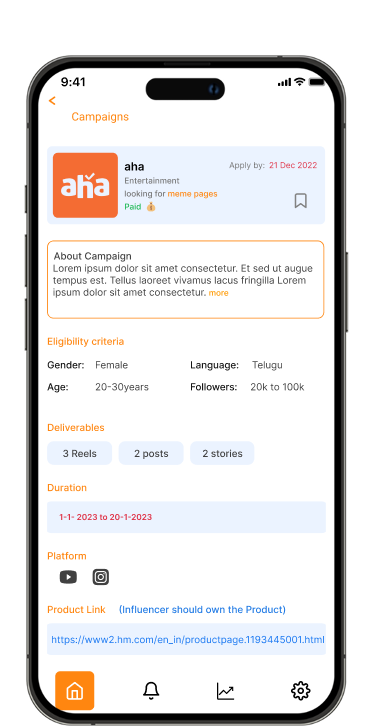 9:41
<
Campaigns
aha
aha
Apply by: 21 Dec 2022
Entertainment
looking for meme pages
Paid
About Campaign
Lorem ipsum dolor sit amet consectetur. Et sed ut augue
tempus est. Tellus laoreet vivamus lacus fringilla Lorem
ipsum dolor sit amet consectetur. more
Eligibility criteria
Gender: Female Language: Telugu
Age: 20-30years Followers: 20k to 100k
Deliverables
3 Reels 2 posts 2 stories
Duration
1-1- 2023 to 20-1-2023
Platform
Product Link (Influencer should own the Product)
https://www2.hm.com/en_in/productpage.1193445001.html